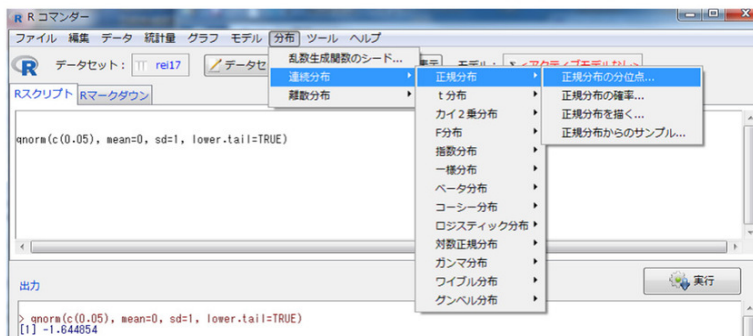 R コマンダー
ファイル 編集 データ 統計量 グラフ モデル 分布 ツール ヘルプ
データセット: rei17 データセ 表示 モデル: Σ <アクティブモデルなし>
乱数生成関数のシード...
連続分布
離散分布
正規分布
t 分布
カイ2乗分布
F分布
指数分布
一様分布
ベータ分布
コーシー分布
ロジスティック分布
対数正規分布
ガンマ分布
ワイブル分布
グンベル分布
正規分布の分位点...
正規分布の確率...
正規分布を描く...
正規分布からのサンプル...
Rスクリプト Rマークダウン
qnorm(c(0.05), mean=0, sd=1, lower.tail=TRUE)
実行
出力
> qnorm(c(0.05), mean=0, sd=1, lower.tail=TRUE)
[1] -1.644854